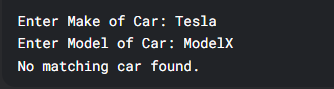 Enter Make of Car: Tesla
Enter Model of Car: ModelX
No matching car found.